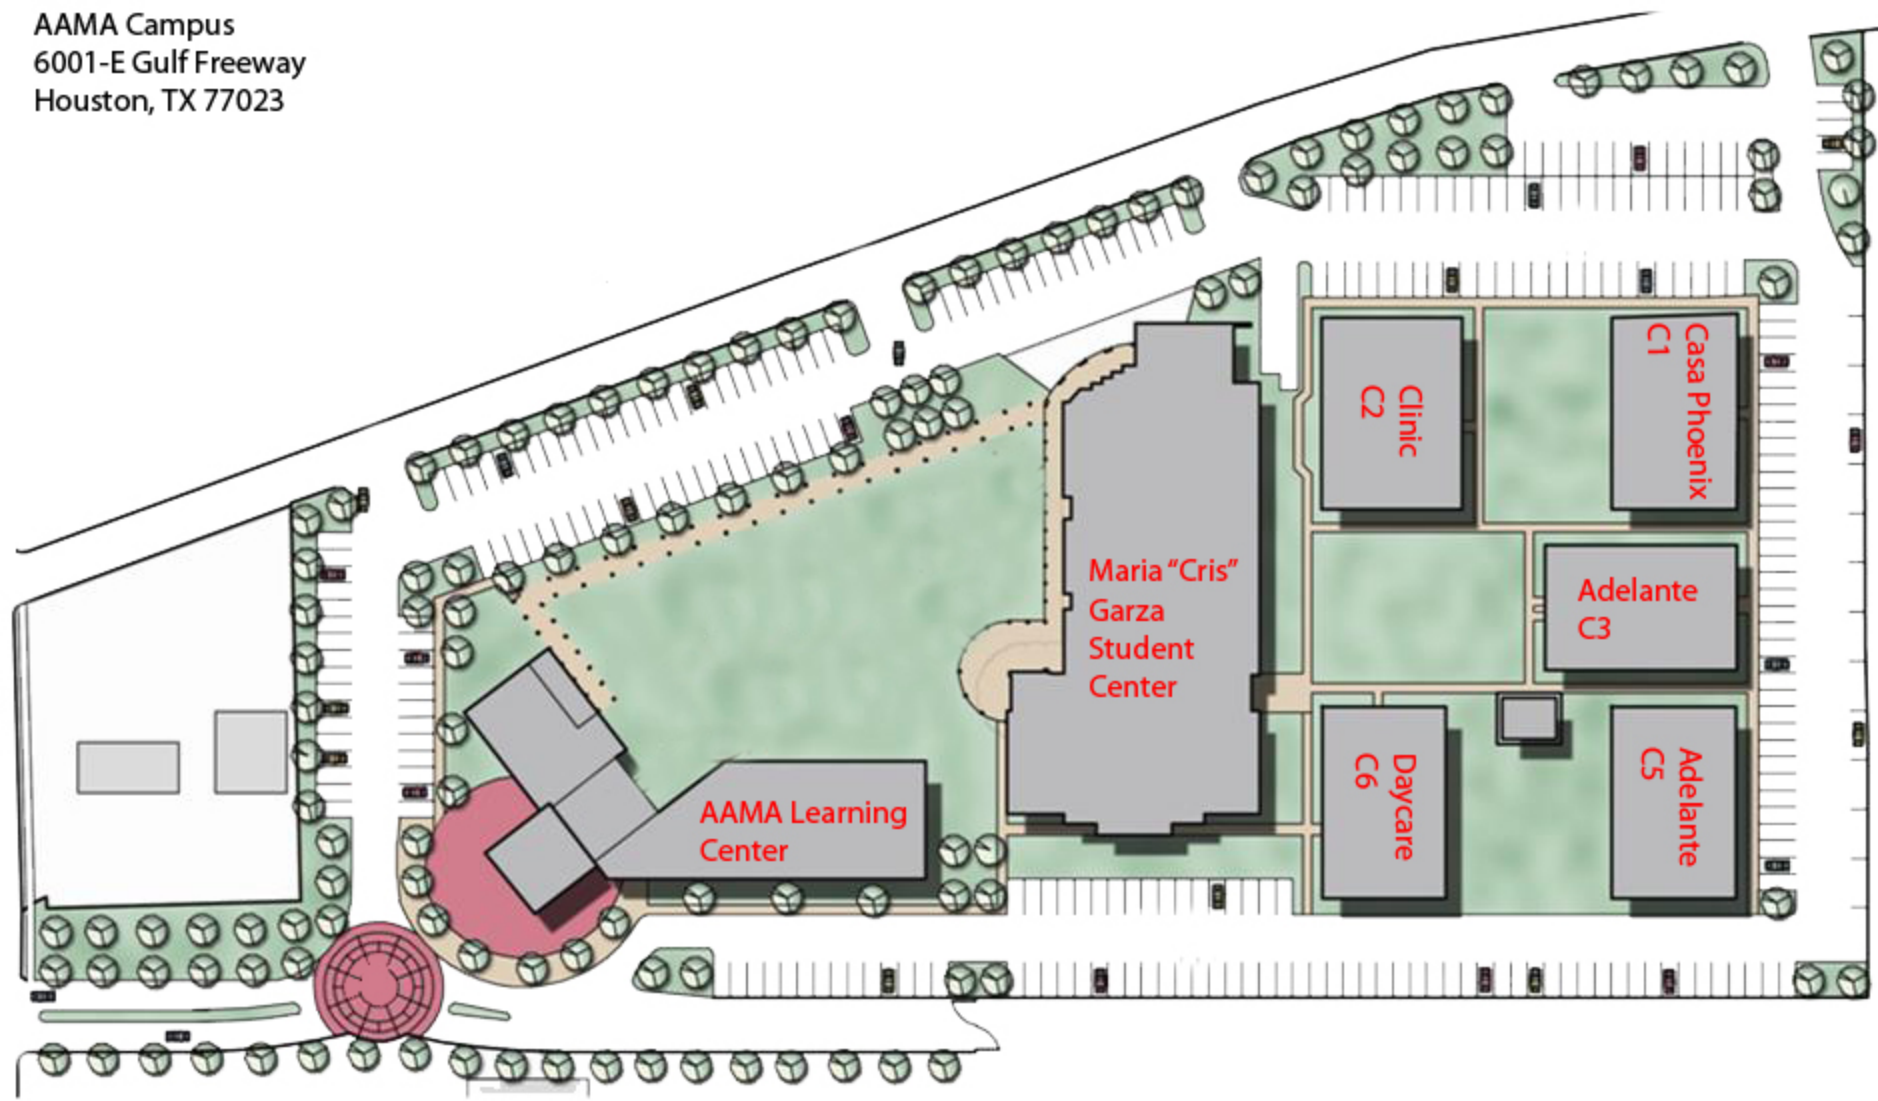 AAMA Campus
6001-E Gulf Freeway
Houston, TX 77023
Casa Phoenix
C1
Clinic
C2
Maria “Cris”
Garza
Student
Center
Adelante
C3
AAMA Learning
Center
Daycare
C6
Adelante
C5